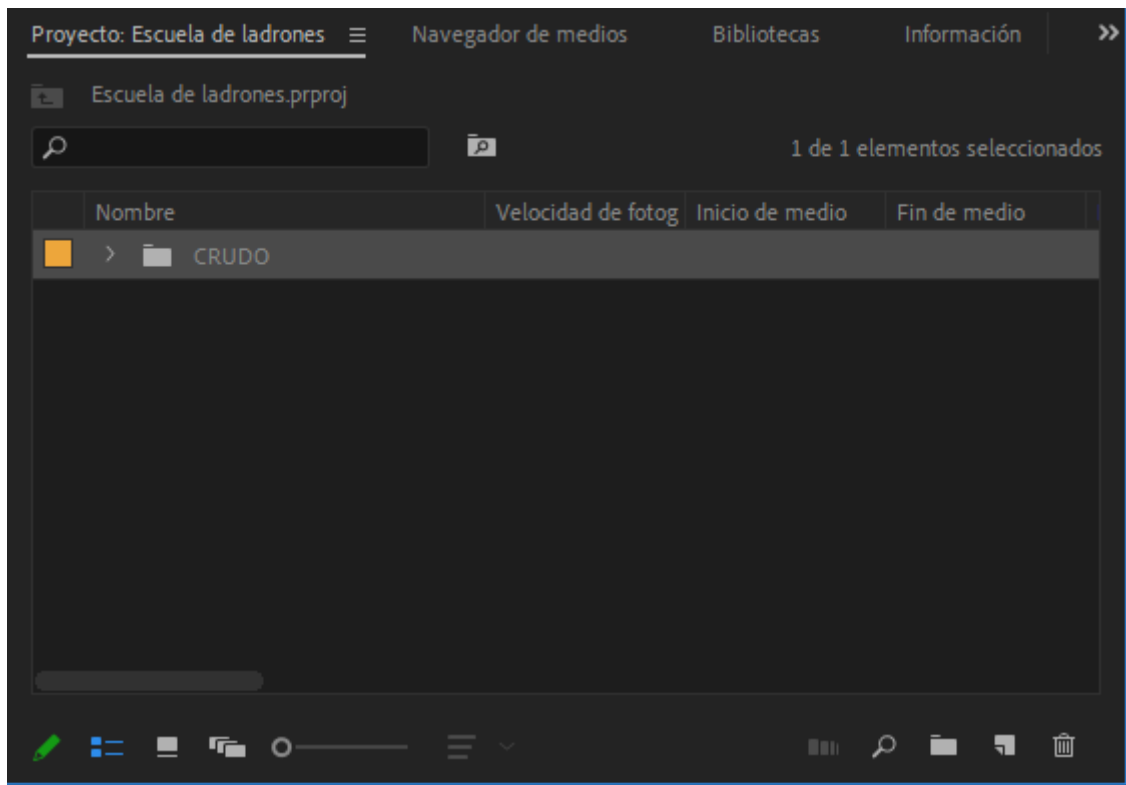 Proyecto: Escuela de ladrones Navegador de medios Bibliotecas Información
Escuela de ladrones.prproj
1 de 1 elementos seleccionados
Nombre Velocidad de fotog Inicio de medio Fin de medio
CRUDO